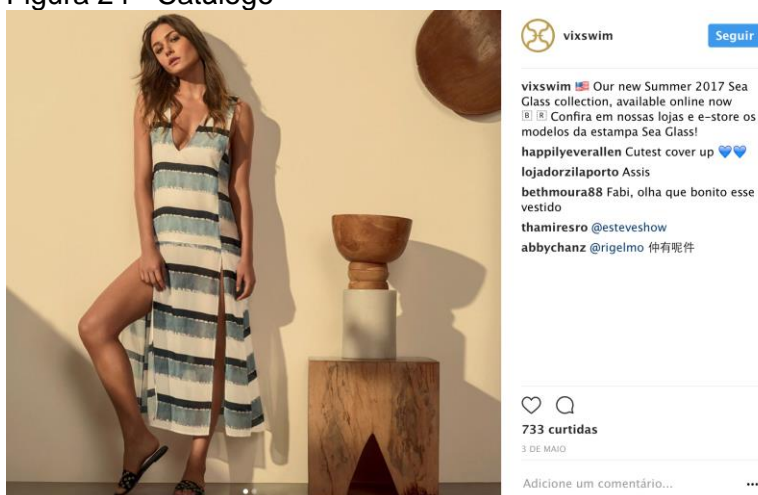 Figura 24 - Catálogo
vixswim
Seguir
vixswim 🇺🇸 Our new Summer 2017 Sea
Glass collection, available online now
🇧 🇷 Confira em nossas lojas e e-store os
modelos da estampa Sea Glass!
happilyeverallen Cutest cover up 💙💙
lojadorzilaporto Assis
bethmoura88 Fabi, olha que bonito esse
vestido
thamiresro @esteveshow
abbychanz @rigelmo 仲有呢件
733 curtidas
3 DE MAIO
Adicione um comentário...